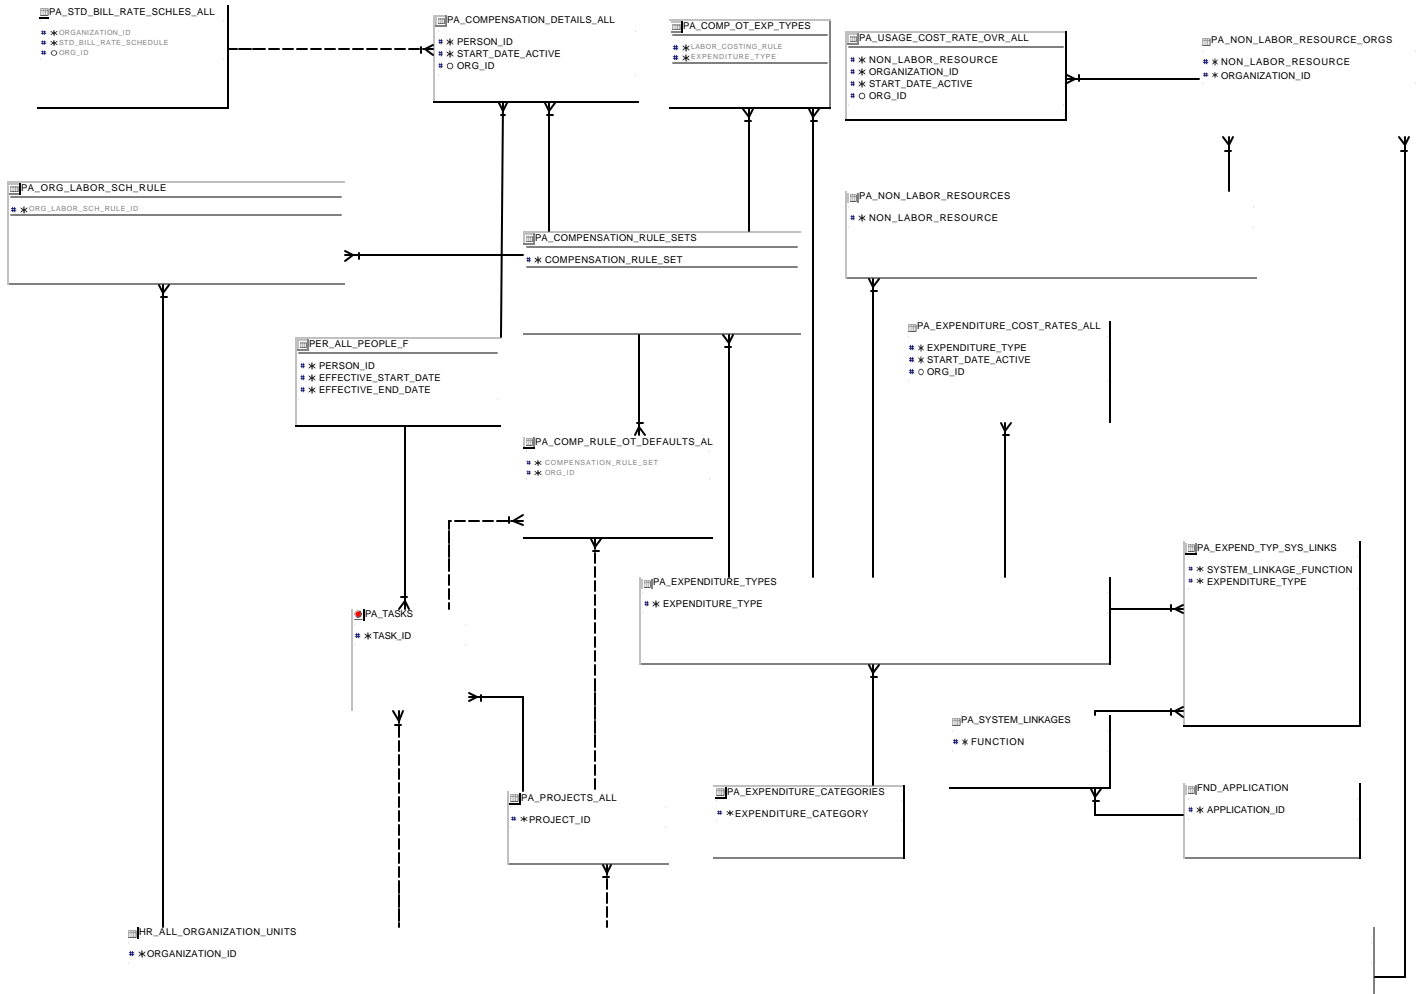 PA_STD_BILL_RATE_SCHLES_ALL
# * ORGANIZATION_ID
# * STD_BILL_RATE_SCHEDULE
# O ORG_ID
PA_COMPENSATION_DETAILS_ALL
# * PERSON_ID
# * START_DATE_ACTIVE
# O ORG_ID
PA_COMP_OT_EXP_TYPES
# * LABOR_COSTING_RULE
# * EXPENDITURE_TYPE
PA_USAGE_COST_RATE_OVR_ALL
# * NON_LABOR_RESOURCE
# * ORGANIZATION_ID
# * START_DATE_ACTIVE
# O ORG_ID
PA_NON_LABOR_RESOURCE_ORGS
# * NON_LABOR_RESOURCE
# * ORGANIZATION_ID
PA_ORG_LABOR_SCH_RULE
# * ORG_LABOR_SCH_RULE_ID
PA_COMPENSATION_RULE_SETS
# * COMPENSATION_RULE_SET
PA_NON_LABOR_RESOURCES
# * NON_LABOR_RESOURCE
PER_ALL_PEOPLE_F
# * PERSON_ID
# * EFFECTIVE_START_DATE
# * EFFECTIVE_END_DATE
PA_EXPENDITURE_COST_RATES_ALL
# * EXPENDITURE_TYPE
# * START_DATE_ACTIVE
# O ORG_ID
PA_COMP_RULE_OT_DEFAULTS_AL
# * COMPENSATION_RULE_SET
# * ORG_ID
PA_EXPENDITURE_TYPES
# * EXPENDITURE_TYPE
PA_EXPEND_TYP_SYS_LINKS
# * SYSTEM_LINKAGE_FUNCTION
# * EXPENDITURE_TYPE
PA_TASKS
# * TASK_ID
PA_SYSTEM_LINKAGES
# * FUNCTION
PA_PROJECTS_ALL
# * PROJECT_ID
PA_EXPENDITURE_CATEGORIES
# * EXPENDITURE_CATEGORY
FND_APPLICATION
# * APPLICATION_ID
HR_ALL_ORGANIZATION_UNITS
# * ORGANIZATION_ID